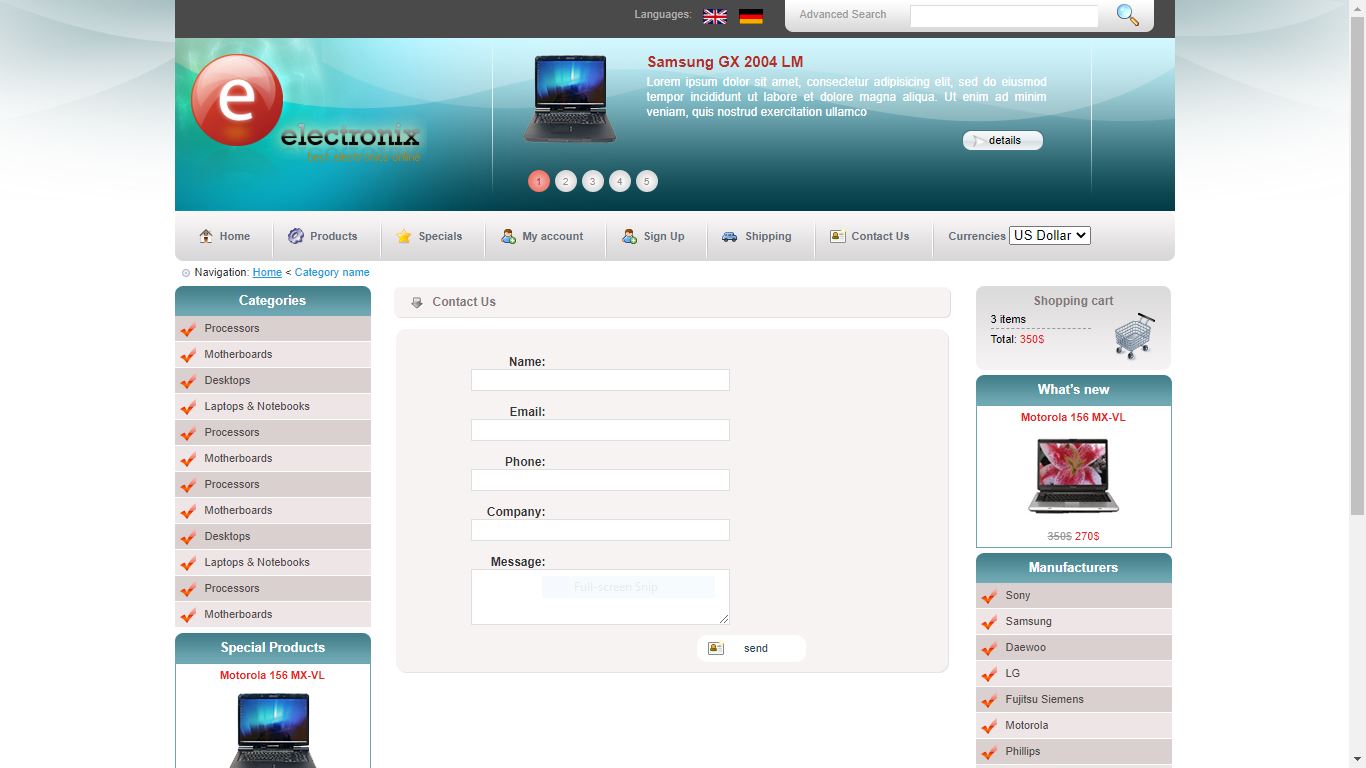 Languages:
Advanced Search
e
electronix
best electronics online
Samsung GX 2004 LM
Lorem ipsum dolor sit amet, consectetur adipisicing elit, sed do eiusmod
tempor incididunt ut labore et dolore magna aliqua. Ut enim ad minim
veniam, quis nostrud exercitation ullamco
details
1 2 3 4 5
Home Products Specials My account Sign Up Shipping Contact Us Currencies US Dollar
Navigation: Home < Category name
Categories
Processors
Motherboards
Desktops
Laptops & Notebooks
Processors
Motherboards
Processors
Motherboards
Desktops
Laptops & Notebooks
Processors
Motherboards
Special Products
Motorola 156 MX-VL
Contact Us
Name:
Email:
Phone:
Company:
Message:
Full-screen Snip
send
Shopping cart
3 items
Total: 350$
What's new
Motorola 156 MX-VL
350$ 270$
Manufacturers
Sony
Samsung
Daewoo
LG
Fujitsu Siemens
Motorola
Phillips